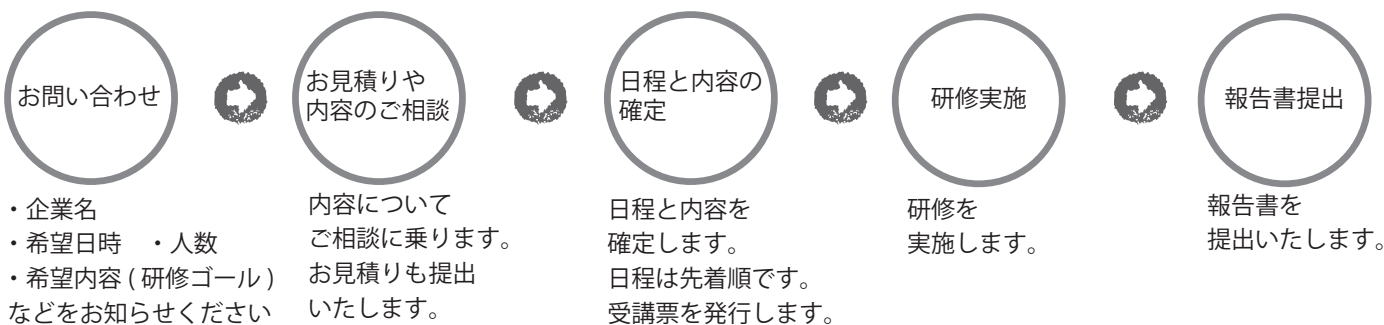 お問い合わせ
お見積りや
内容のご相談
日程と内容の
確定
研修実施
報告書提出
・企業名
・希望日時　・人数
・希望内容 ( 研修ゴール )
などをお知らせください
内容について
ご相談に乗ります。
お見積りも提出
いたします。
日程と内容を
確定します。
日程は先着順です。
受講票を発行します。
研修を
実施します。
報告書を
提出いたします。